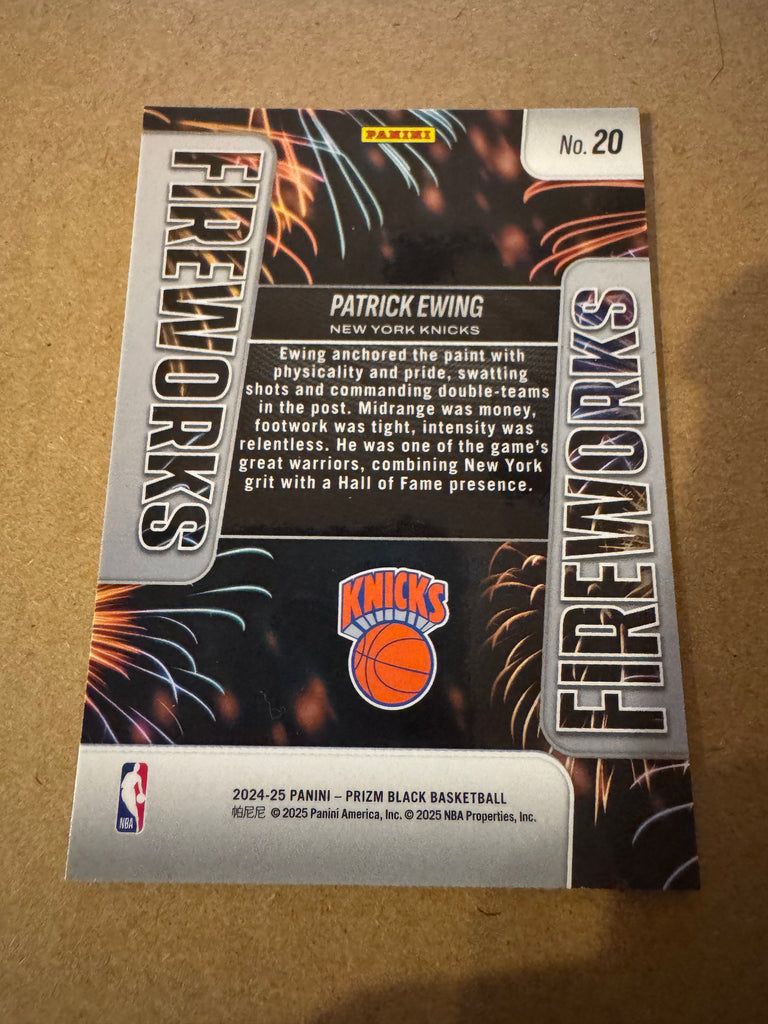 PANINI
No. 20
FIREWORKS
PATRICK EWING
NEW YORK KNICKS
Ewing anchored the paint with
physicality and pride, swatting
shots and commanding double-teams
in the post. Midrange was money,
footwork was tight, intensity was
relentless. He was one of the game's
great warriors, combining New York
grit with a Hall of Fame presence.
FIREWORKS
KNICKS
NBA
2024-25 PANINI – PRIZM BLACK BASKETBALL
帕尼尼 © 2025 Panini America, Inc. © 2025 NBA Properties, Inc.